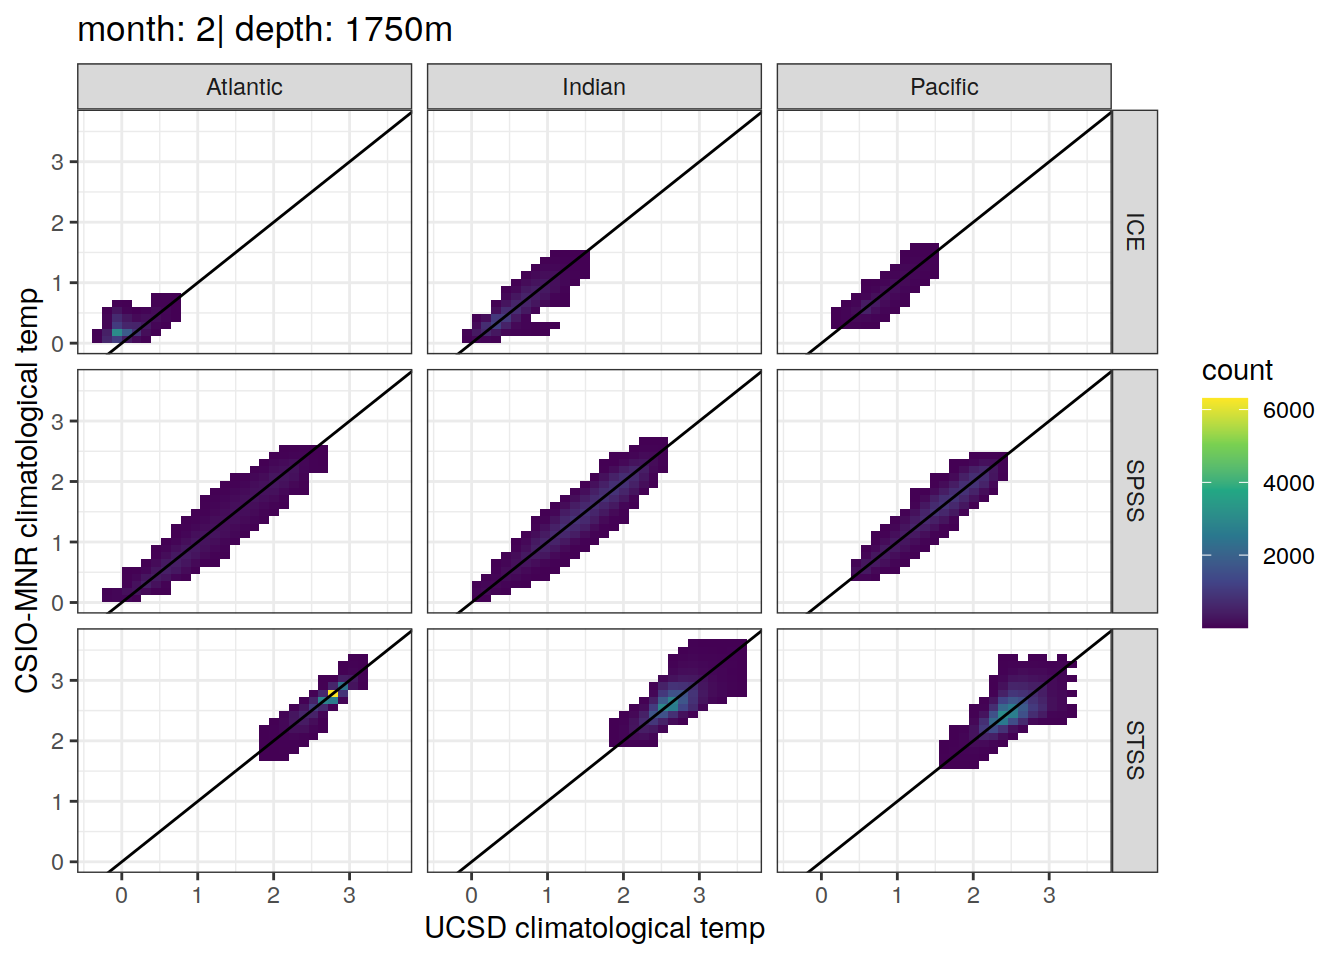 month: 2| depth: 1750m
Atlantic
Indian
Pacific
CSIO-MNR climatological temp
3
2
1
0
ICE
3
2
1
0
SPSS
3
2
1
0
STSS
0 1 2 3
0 1 2 3
0 1 2 3
UCSD climatological temp
count
6000
4000
2000